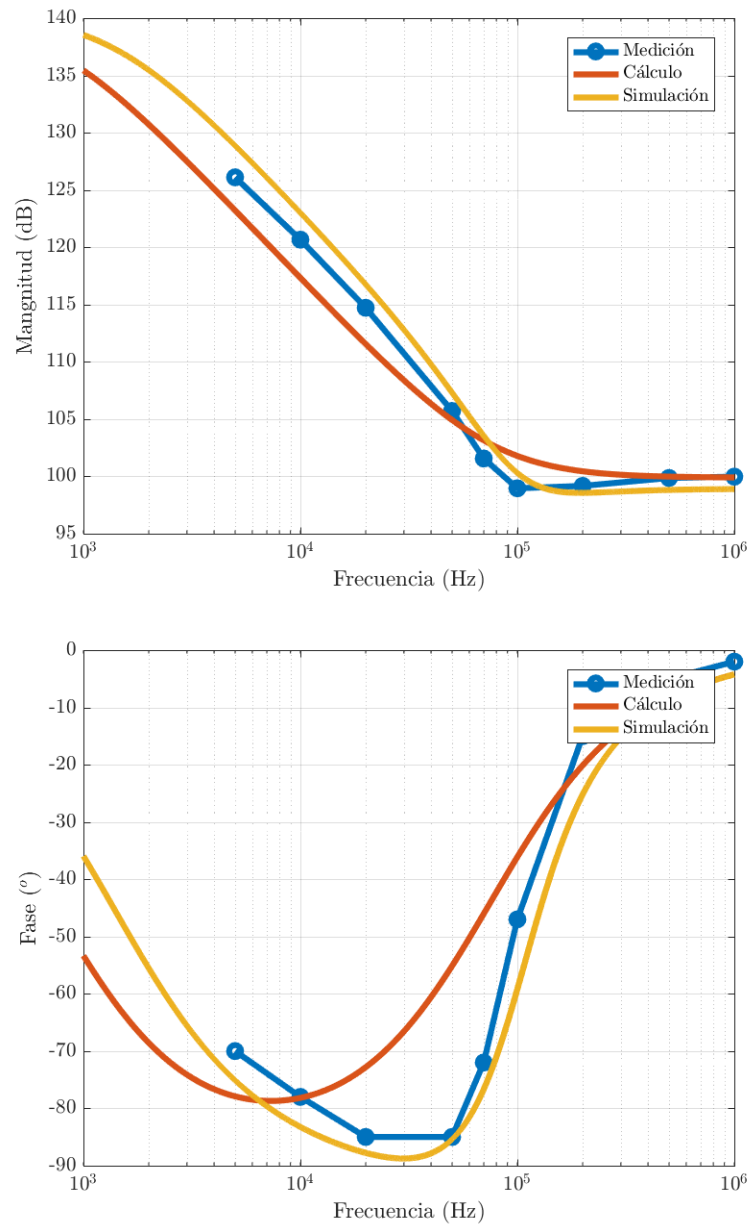 140
135
130
125
120
115
110
105
100
95
Mangnitud (dB)
Medición
Cálculo
Simulación
10³ 10⁴ 10⁵ 10⁶
Frecuencia (Hz)
0
-10
-20
-30
-40
-50
-60
-70
-80
-90
Fase (º)
Medición
Cálculo
Simulación
10³ 10⁴ 10⁵ 10⁶
Frecuencia (Hz)